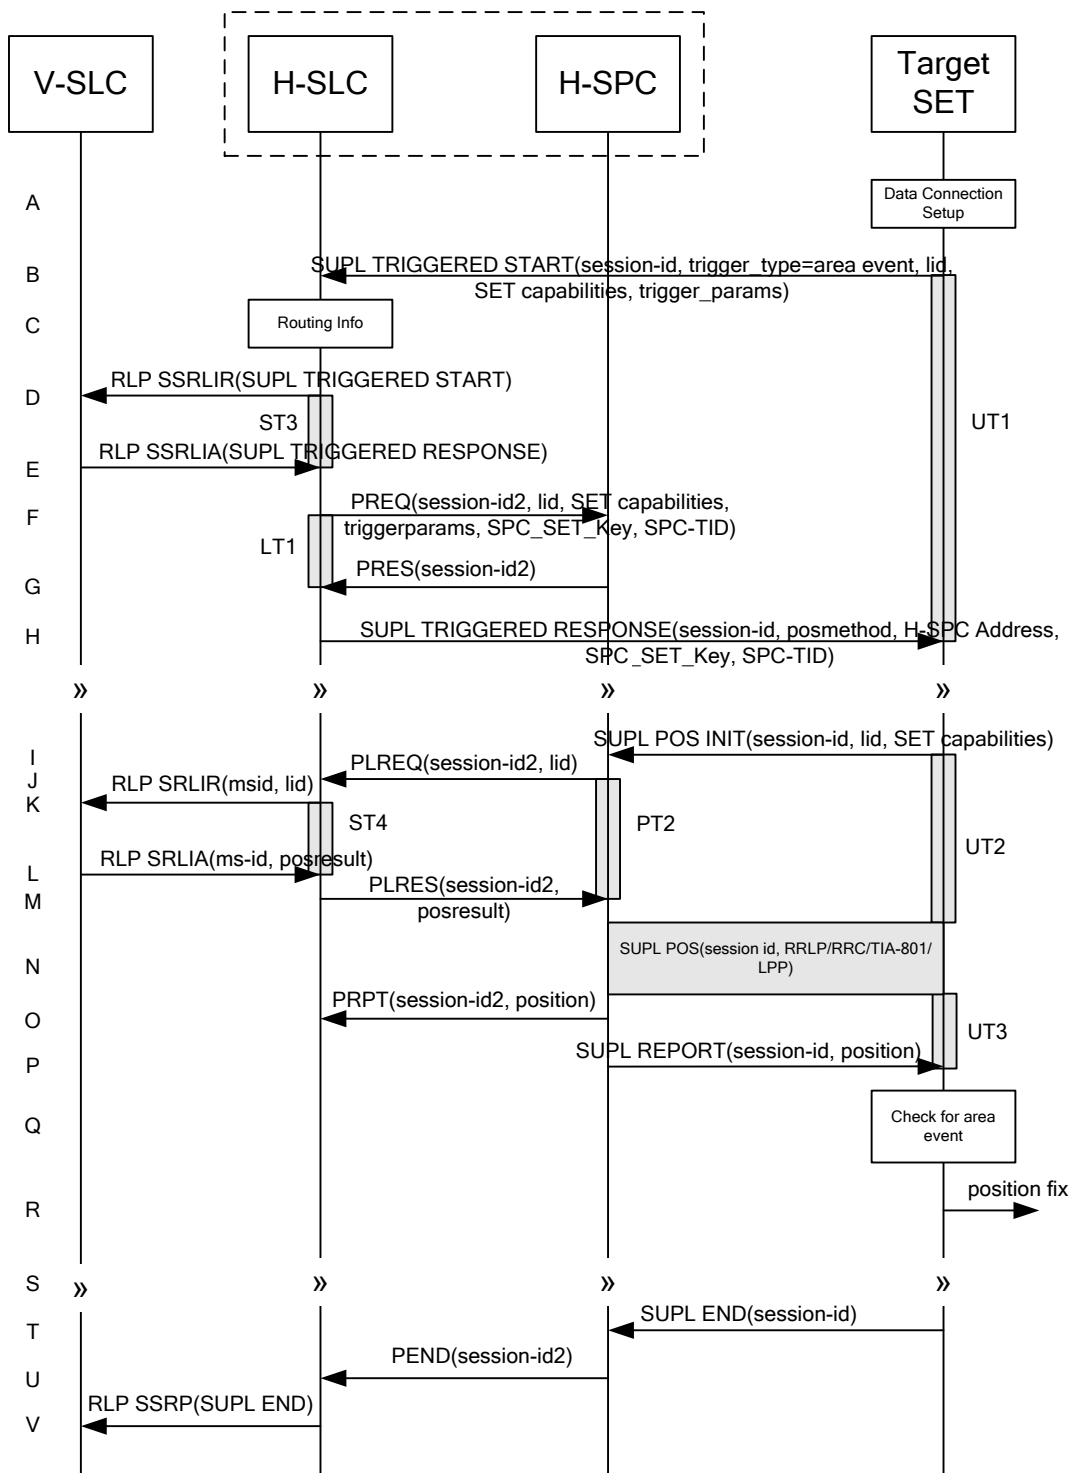 V-SLC
H-SLC
H-SPC
Target
SET
A
Data Connection
Setup
B
SUPL TRIGGERED START(session-id, trigger_type=area event, lid,
SET capabilities, trigger_params)
C
Routing Info
D
RLP SSRLIR(SUPL TRIGGERED START)
ST3
UT1
E
RLP SSRLIA(SUPL TRIGGERED RESPONSE)
F
PREQ(session-id2, lid, SET capabilities,
triggerparams, SPC_SET_Key, SPC-TID)
LT1
G
PRES(session-id2)
H
SUPL TRIGGERED RESPONSE(session-id, posmethod, H-SPC Address,
SPC_SET_Key, SPC-TID)
» » » »
I
SUPL POS INIT(session-id, lid, SET capabilities)
J
PLREQ(session-id2, lid)
K
RLP SRLIR(msid, lid)
ST4
PT2
UT2
L
RLP SRLIA(ms-id, posresult)
M
PLRES(session-id2,
posresult)
N
SUPL POS(session id, RRLP/RRC/TIA-801/
LPP)
O
PRPT(session-id2, position)
UT3
P
SUPL REPORT(session-id, position)
Q
Check for area
event
R
position fix
S
» » » »
T
SUPL END(session-id)
U
PEND(session-id2)
V
RLP SSRP(SUPL END)